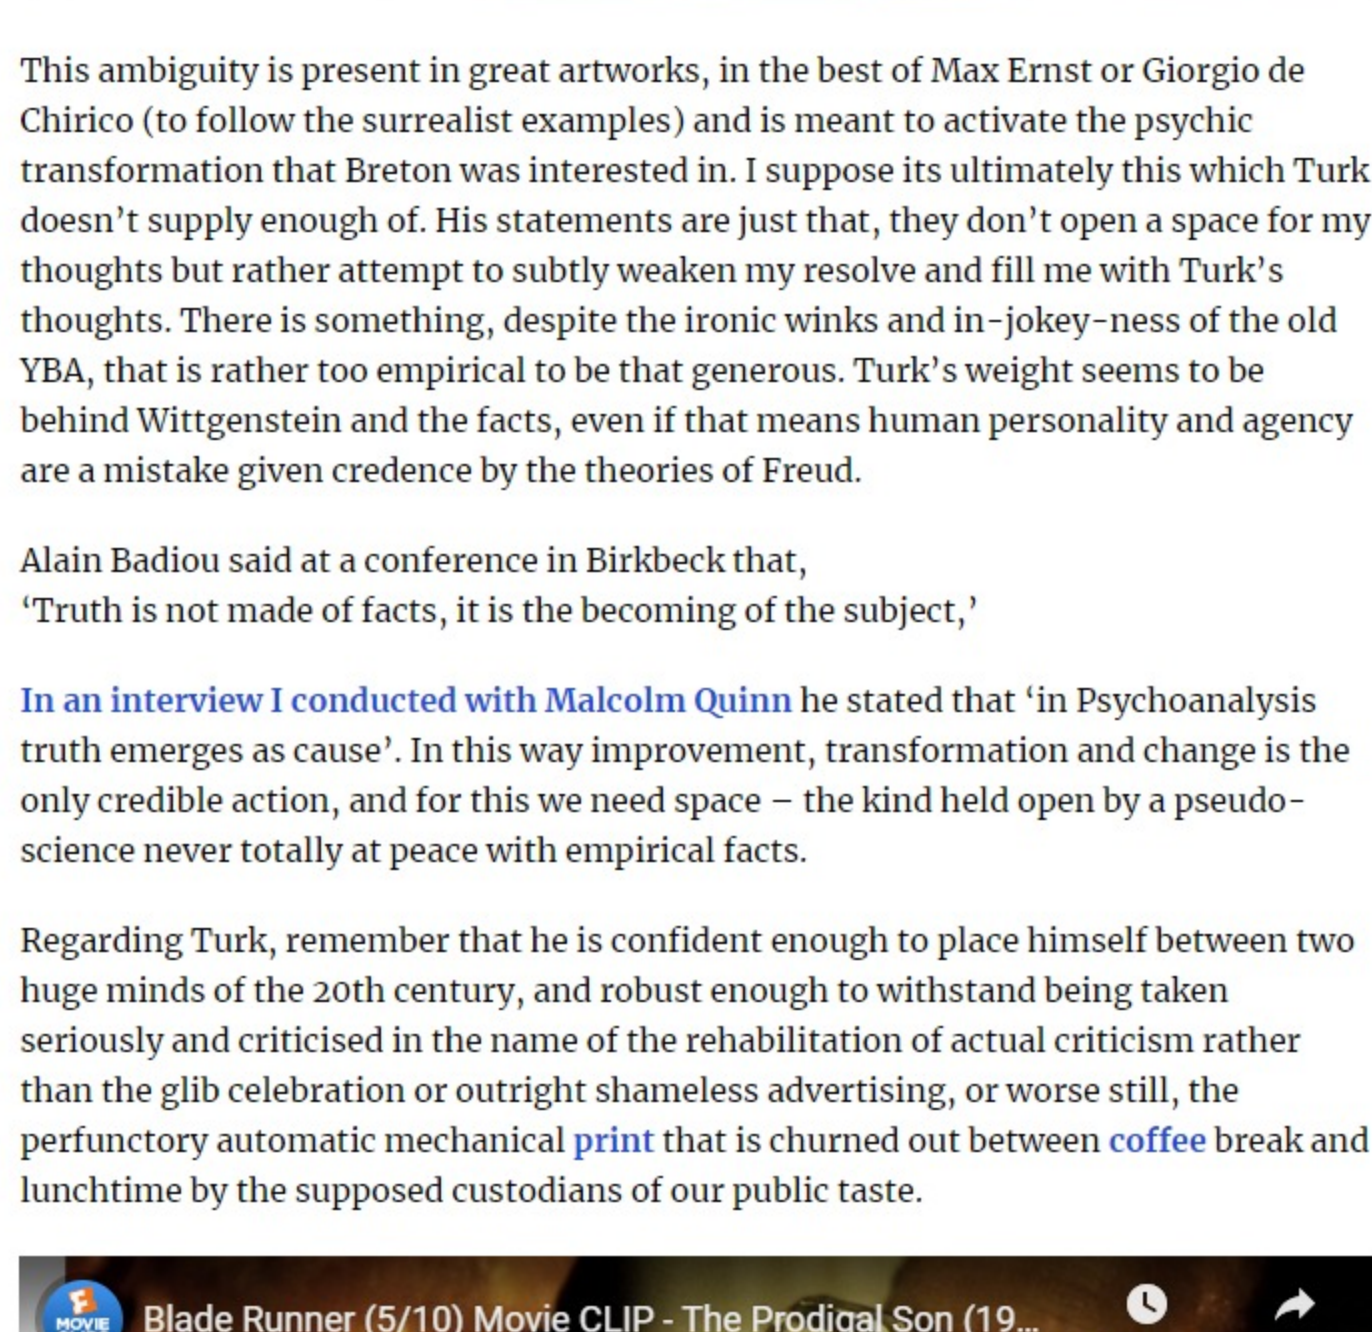 This ambiguity is present in great artworks, in the best of Max Ernst or Giorgio de
Chirico (to follow the surrealist examples) and is meant to activate the psychic
transformation that Breton was interested in. I suppose its ultimately this which Turk
doesn’t supply enough of. His statements are just that, they don’t open a space for my
thoughts but rather attempt to subtly weaken my resolve and fill me with Turk’s
thoughts. There is something, despite the ironic winks and in-jokey-ness of the old
YBA, that is rather too empirical to be that generous. Turk’s weight seems to be
behind Wittgenstein and the facts, even if that means human personality and agency
are a mistake given credence by the theories of Freud.
Alain Badiou said at a conference in Birkbeck that,
‘Truth is not made of facts, it is the becoming of the subject,’
In an interview I conducted with Malcolm Quinn he stated that ‘in Psychoanalysis
truth emerges as cause’. In this way improvement, transformation and change is the
only credible action, and for this we need space – the kind held open by a pseudo-
science never totally at peace with empirical facts.
Regarding Turk, remember that he is confident enough to place himself between two
huge minds of the 20th century, and robust enough to withstand being taken
seriously and criticised in the name of the rehabilitation of actual criticism rather
than the glib celebration or outright shameless advertising, or worse still, the
perfunctory automatic mechanical print that is churned out between coffee break and
lunchtime by the supposed custodians of our public taste.
MOVIE
Blade Runner (5/10) Movie CLIP - The Prodigal Son (19...